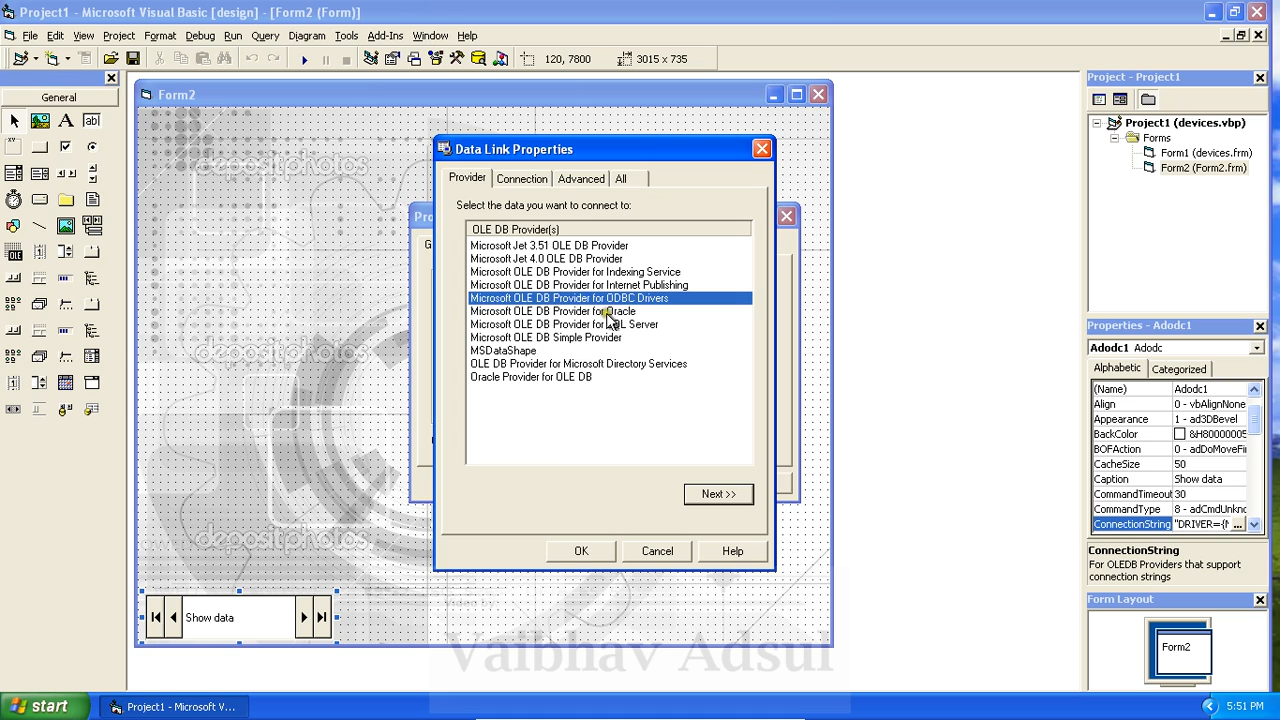 Project1 - Microsoft Visual Basic [design] - [Form2 (Form)]
File Edit View Project Format Debug Run Query Diagram Tools Add-Ins Window Help
120, 7800 3015 x 735
General
Form2
depositphotos
depositphotos
depositphotos
depositphotos
Show data
Data Link Properties
Provider Connection Advanced All
Select the data you want to connect to:
OLE DB Provider(s)
Microsoft Jet 3.51 OLE DB Provider
Microsoft Jet 4.0 OLE DB Provider
Microsoft OLE DB Provider for Indexing Service
Microsoft OLE DB Provider for Internet Publishing
Microsoft OLE DB Provider for ODBC Drivers
Microsoft OLE DB Provider for Oracle
Microsoft OLE DB Provider for SQL Server
Microsoft OLE DB Simple Provider
MSDataShape
OLE DB Provider for Microsoft Directory Services
Oracle Provider for OLE DB
Next >>
OK Cancel Help
Project - Project1
Project1 (devices.vbp)
Forms
Form1 (devices.frm)
Form2 (Form2.frm)
Properties - Adodc1
Adodc1 Adodc
Alphabetic Categorized
(Name) Adodc1
Align 0 - vbAlignNone
Appearance 1 - ad3DBevel
BackColor &H80000005
BOFAction 0 - adDoMoveFir
CacheSize 50
Caption Show data
CommandTimeout 30
CommandType 8 - adCmdUnkn
ConnectionString "DRIVER={ ...
ConnectionString
For OLEDB Providers that support
connection strings
Form Layout
Form2
Vaibhav Adsul
start
Project1 - Microsoft V...
5:51 PM